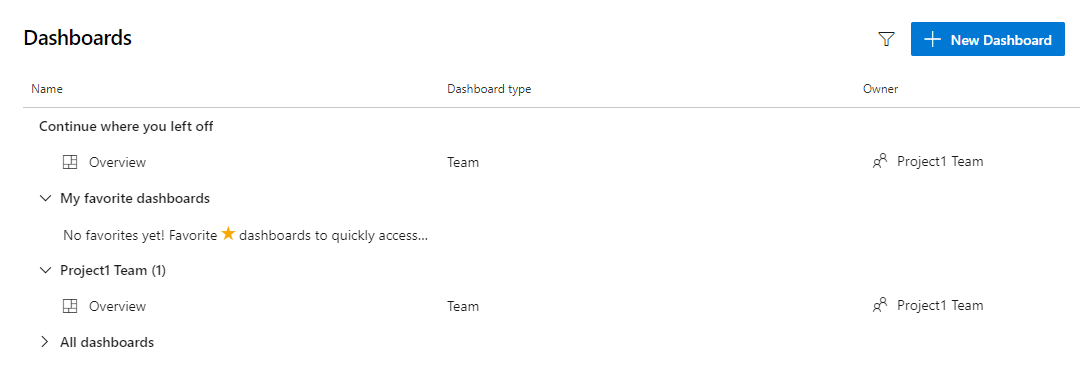 Dashboards
New Dashboard
Name Dashboard type Owner
Continue where you left off
Overview Team Project1 Team
My favorite dashboards
No favorites yet! Favorite ★ dashboards to quickly access...
Project1 Team (1)
Overview Team Project1 Team
All dashboards